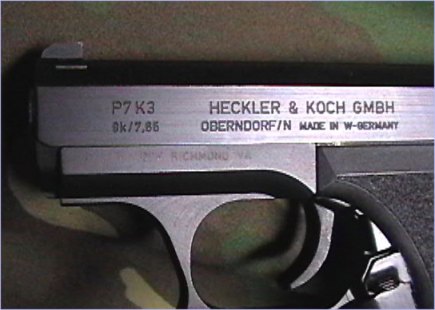 P7 K3 HECKLER & KOCH GMBH
9k/7,65 OBERNDORF/N MADE IN W-GERMANY
RICHMOND VA